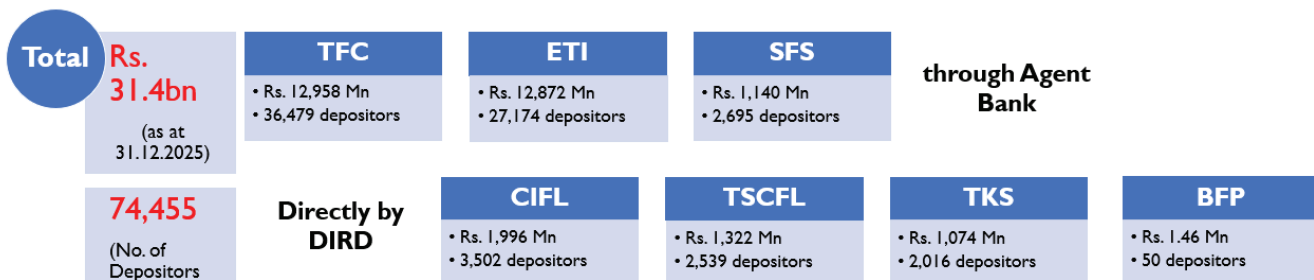 Total
Rs.
31.4bn
(as at
31.12.2025)
TFC
• Rs. 12,958 Mn
• 36,479 depositors
ETI
• Rs. 12,872 Mn
• 27,174 depositors
SFS
• Rs. 1,140 Mn
• 2,695 depositors
through Agent
Bank
74,455
(No. of
Depositors
Directly by
DIRD
CIFL
• Rs. 1,996 Mn
• 3,502 depositors
TSCFL
• Rs. 1,322 Mn
• 2,539 depositors
TKS
• Rs. 1,074 Mn
• 2,016 depositors
BFP
• Rs. 1.46 Mn
• 50 depositors